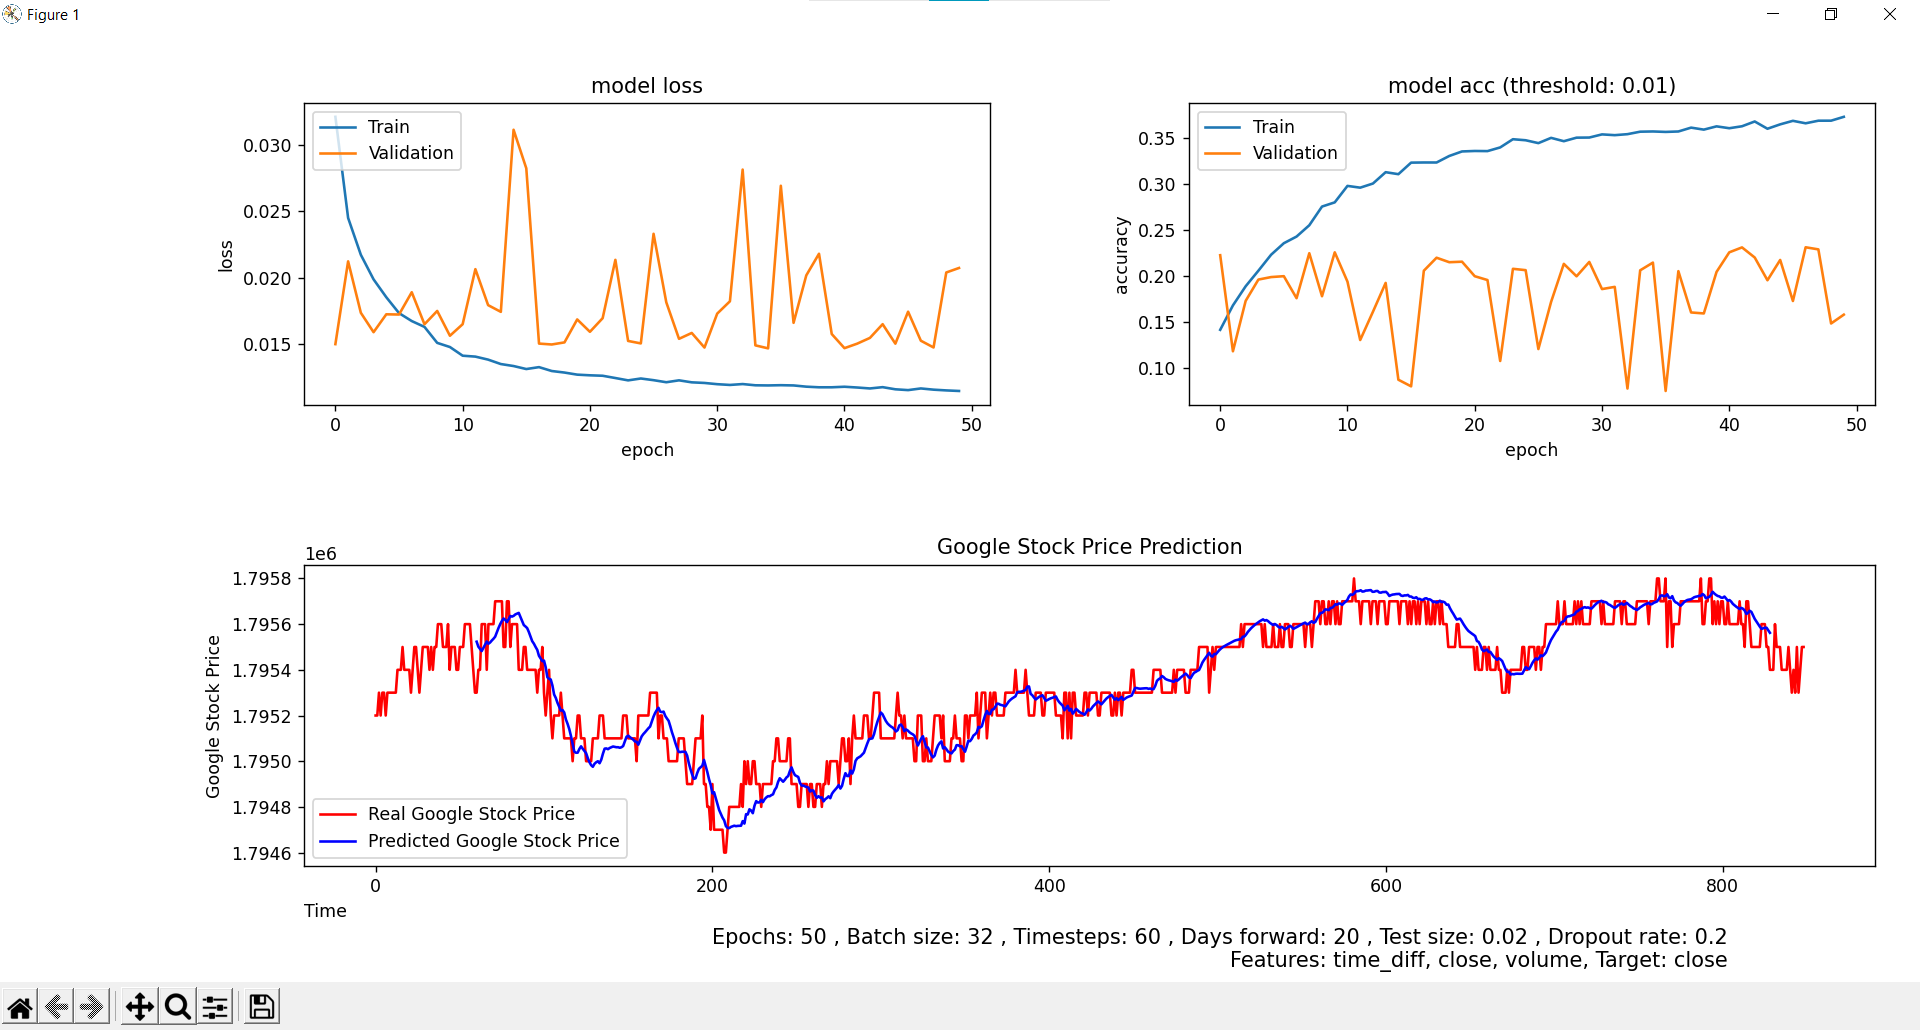 Figure 1
model loss
Train
Validation
0.030
0.025
0.020
0.015
loss
0 10 20 30 40 50
epoch
model acc (threshold: 0.01)
Train
Validation
0.35
0.30
0.25
0.20
0.15
0.10
accuracy
0 10 20 30 40 50
epoch
Google Stock Price Prediction
1e6
1.7958
1.7956
1.7954
1.7952
1.7950
1.7948
1.7946
Google Stock Price
Real Google Stock Price
Predicted Google Stock Price
0 200 400 600 800
Time
Epochs: 50 , Batch size: 32 , Timesteps: 60 , Days forward: 20 , Test size: 0.02 , Dropout rate: 0.2
Features: time_diff, close, volume, Target: close